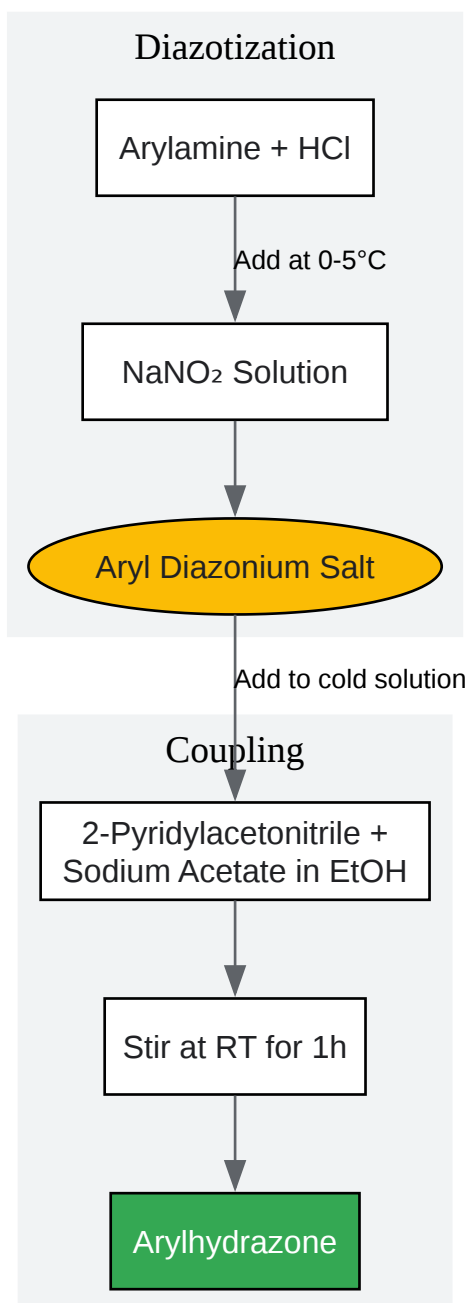 Diazotization
Arylamine + HCl
Add at 0-5°C
NaNO₂ Solution
Aryl Diazonium Salt
Add to cold solution
Coupling
2-Pyridylacetonitrile +
Sodium Acetate in EtOH
Stir at RT for 1h
Arylhydrazone